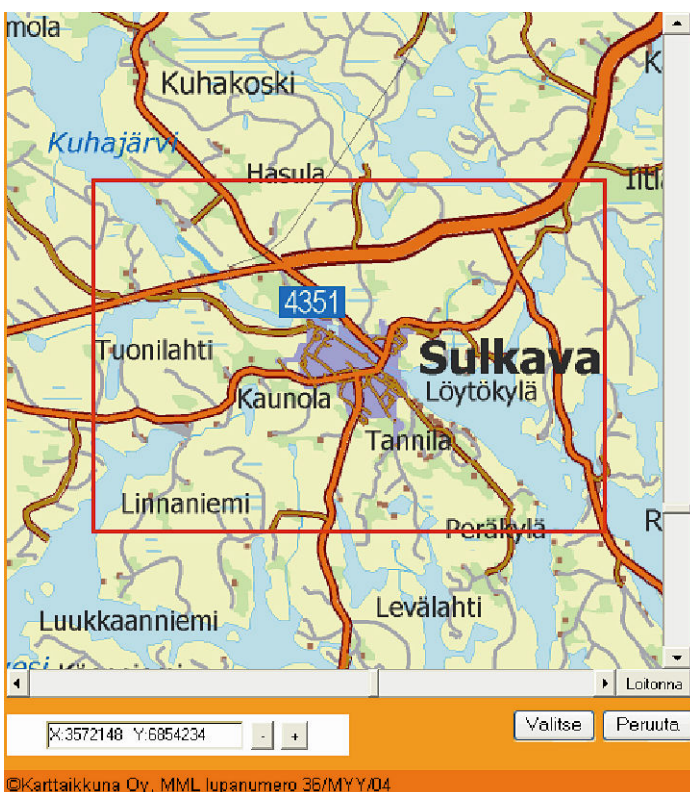 mola
Kuhakoski
K
Kuhajärvi
Hasula
4351
Tuonilahti
Sulkava
Löytökylä
Kaunola
Tannila
Linnaniemi
Peräkylä
R
Levälahti
Luukkaanniemi
Loitonna
X:3572148 Y:6854234
-
+
Valitse
Peruuta
©Karttaikkuna Oy, MML lupanumero 36/MYY/04